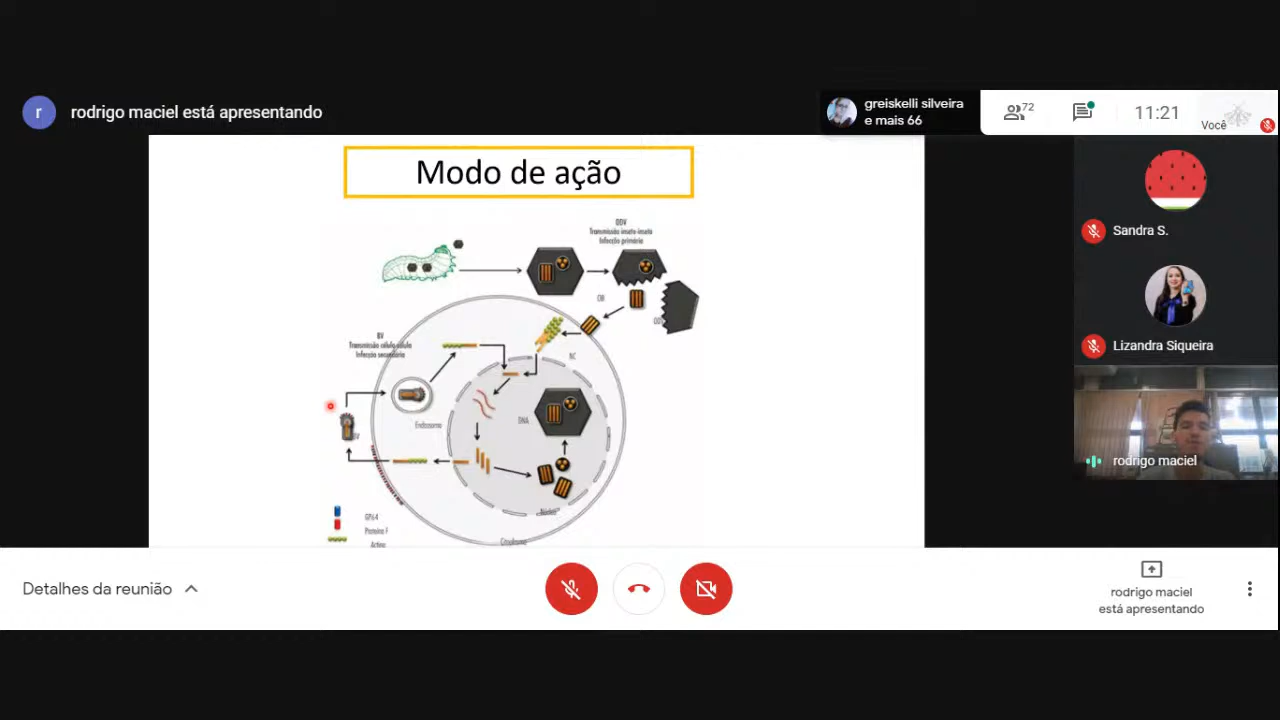 r
rodrigo maciel está apresentando
greiskelli silveira
e mais 66
72
11:21
Você
Modo de ação
ODV
Transmissão inseto-inseto
Infecção primária
OB
BV
Transmissão célula-célula
Infecção secundária
NC
DNA
Endossomo
BV
Núcleo
Citoplasma
GP64
Proteína F
Actina
Sandra S.
Lizandra Siqueira
rodrigo maciel
Detalhes da reunião
rodrigo maciel
está apresentando